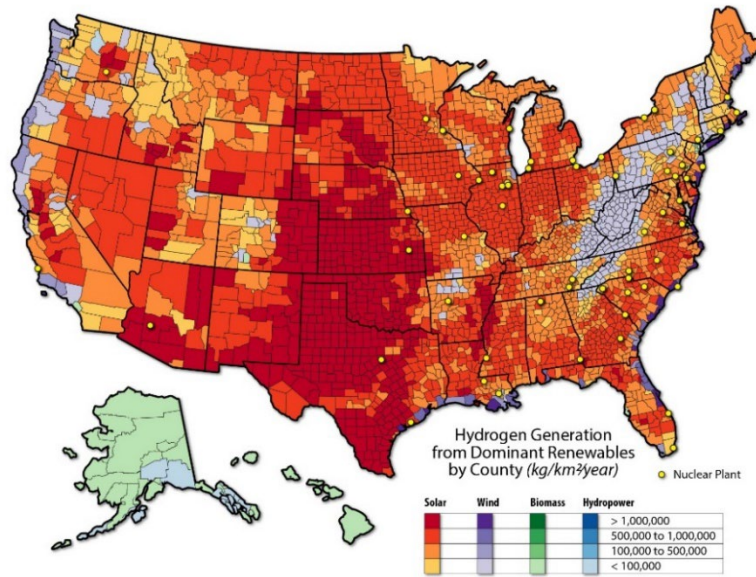 Hydrogen Generation
from Dominant Renewables
by County (kg/km²/year)
Nuclear Plant
Solar Wind Biomass Hydropower
> 1,000,000
500,000 to 1,000,000
100,000 to 500,000
< 100,000